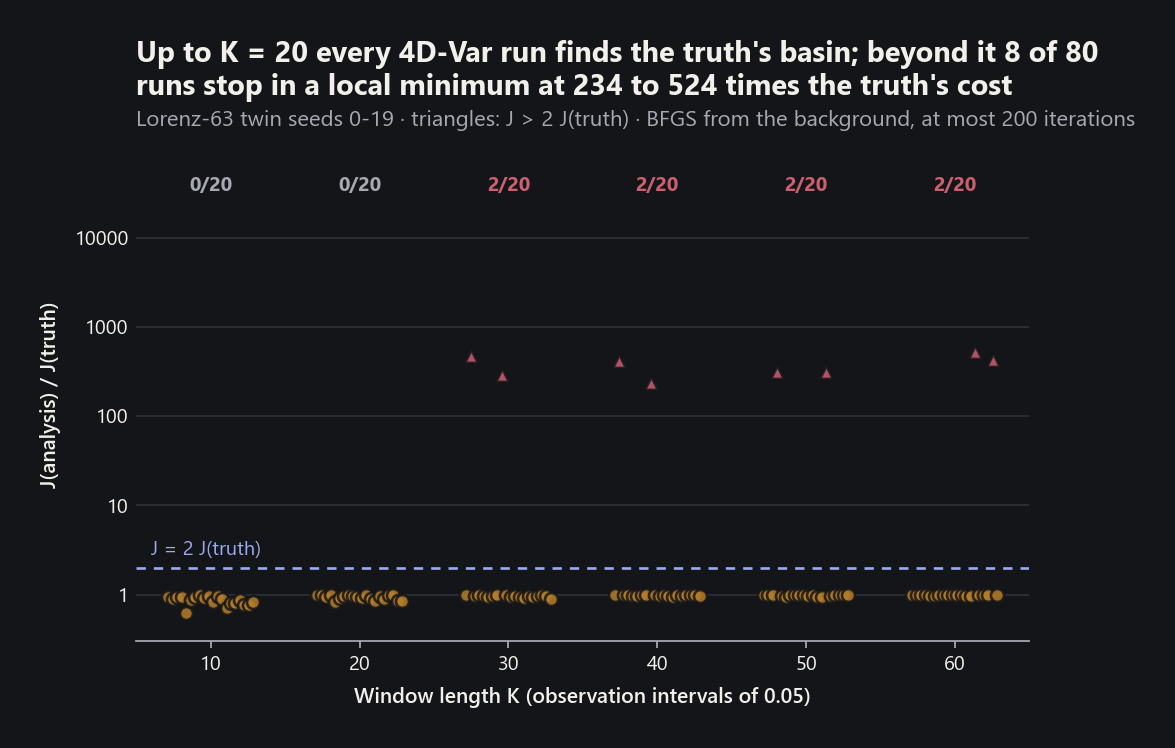 Up to K = 20 every 4D-Var run finds the truth's basin; beyond it 8 of 80
runs stop in a local minimum at 234 to 524 times the truth's cost
Lorenz-63 twin seeds 0-19 · triangles: J > 2 J(truth) · BFGS from the background, at most 200 iterations
0/20 0/20 2/20 2/20 2/20 2/20
10000
1000
100
10
1
J(analysis) / J(truth)
J = 2 J(truth)
10 20 30 40 50 60
Window length K (observation intervals of 0.05)